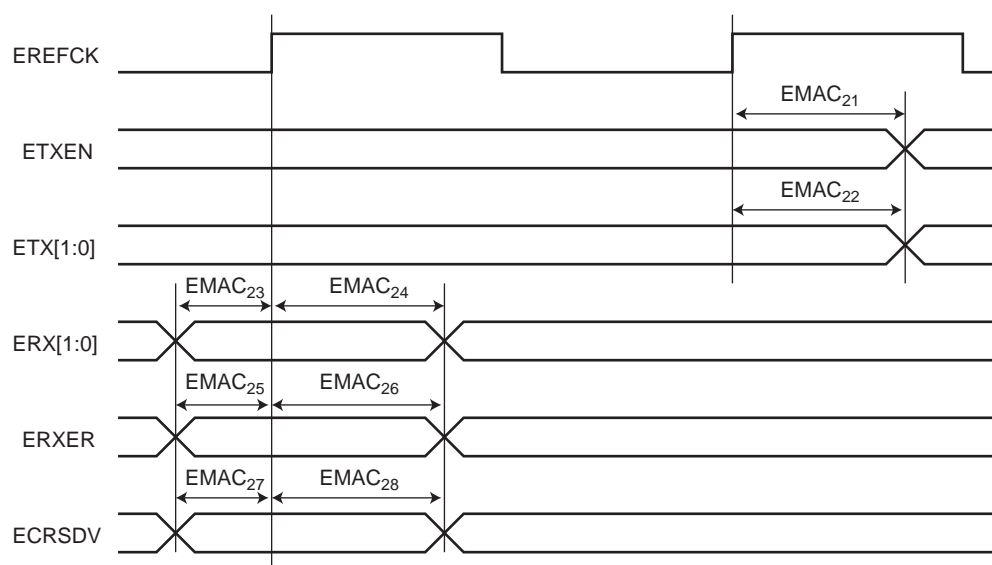 EREFCK
EMAC21
ETXEN
EMAC22
ETX[1:0]
EMAC23 EMAC24
ERX[1:0]
EMAC25 EMAC26
ERXER
EMAC27 EMAC28
ECRSDV